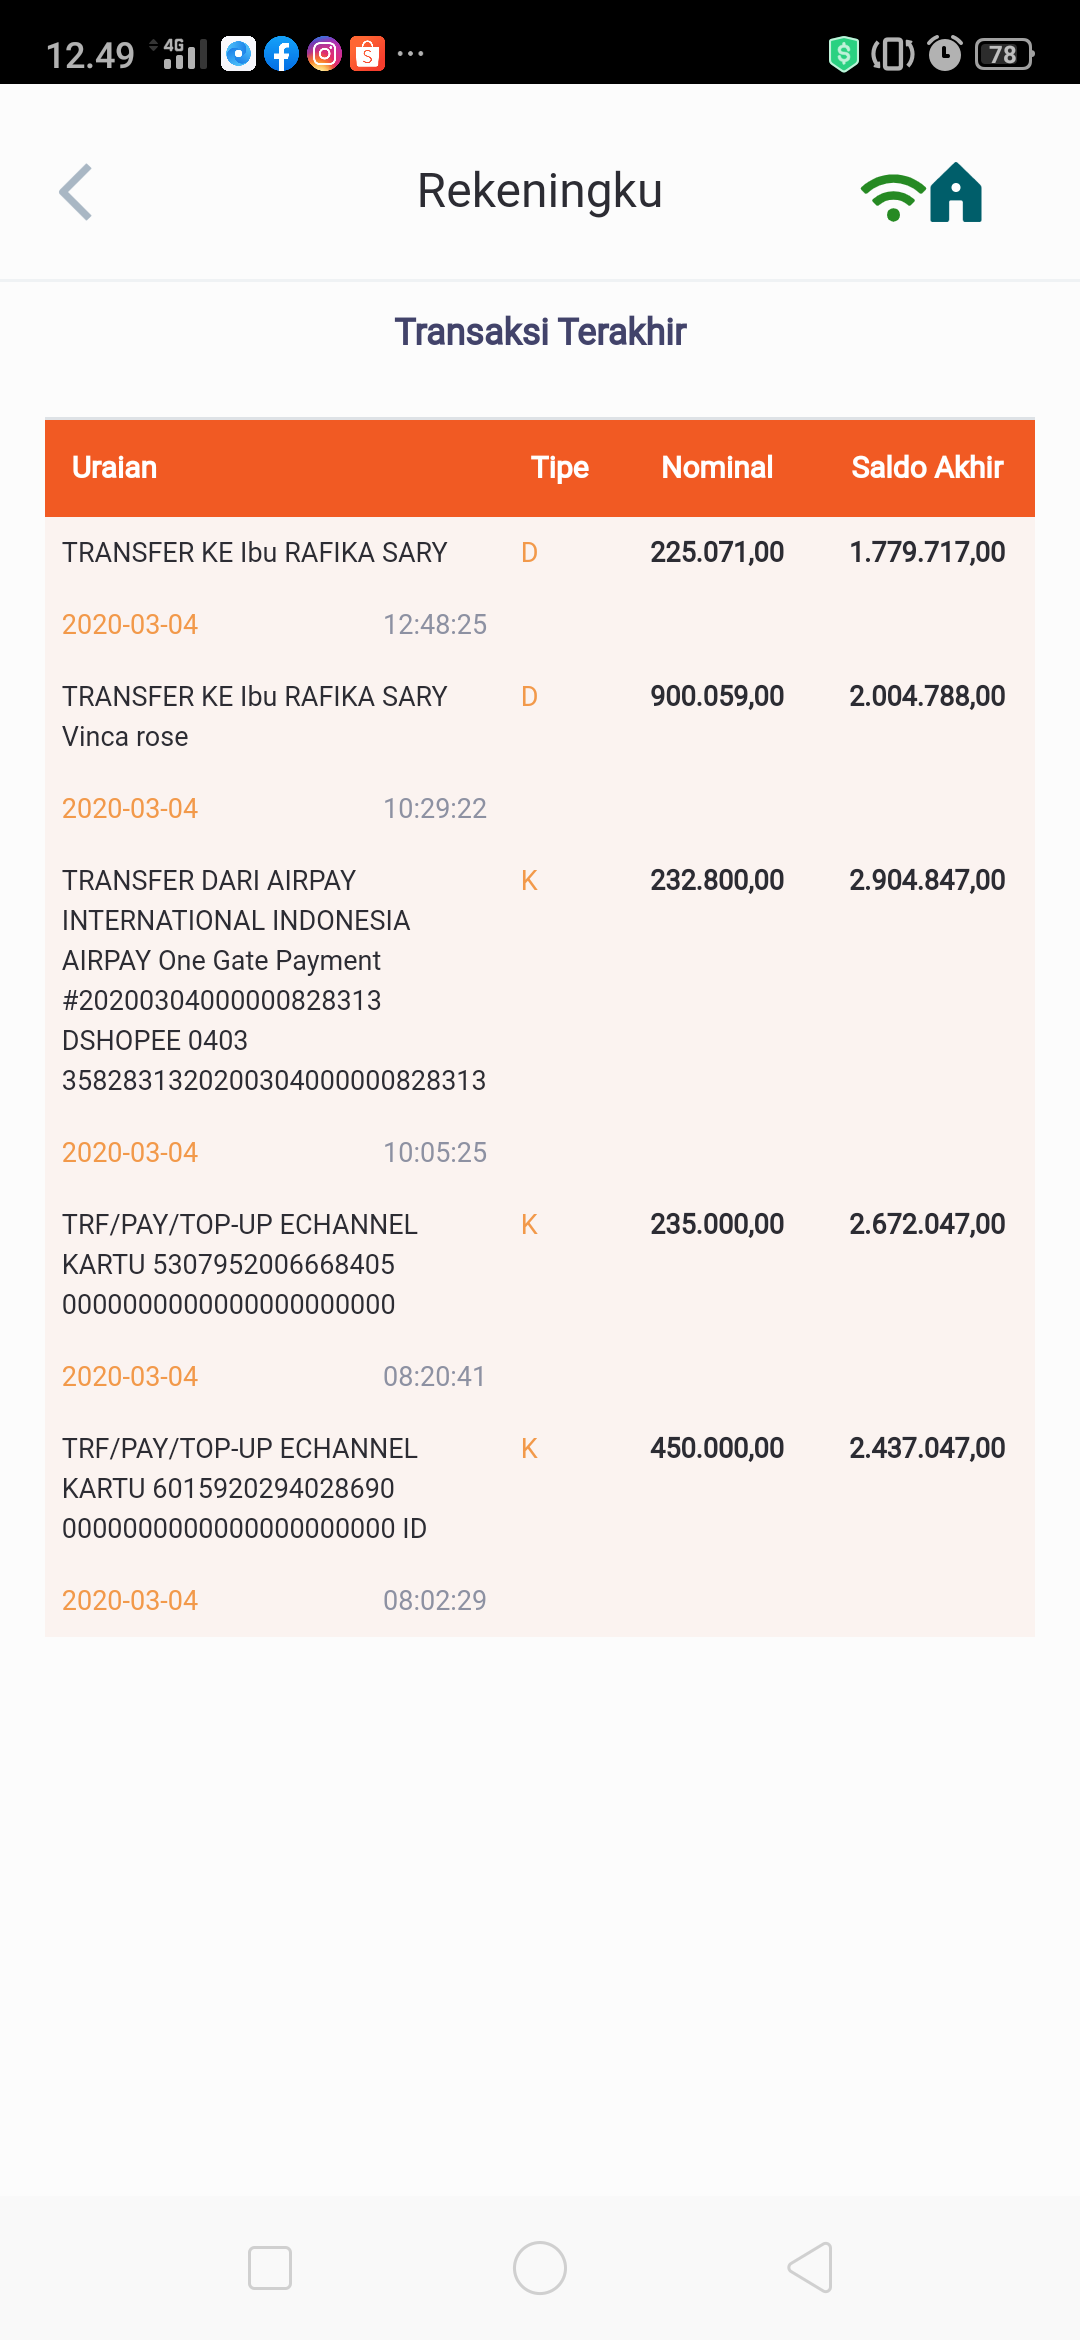 12.49 4G 78
Rekeningku
Transaksi Terakhir
Uraian Tipe Nominal Saldo Akhir
TRANSFER KE Ibu RAFIKA SARY D 225.071,00 1.779.717,00
2020-03-04 12:48:25
TRANSFER KE Ibu RAFIKA SARY D 900.059,00 2.004.788,00
Vinca rose
2020-03-04 10:29:22
TRANSFER DARI AIRPAY K 232.800,00 2.904.847,00
INTERNATIONAL INDONESIA
AIRPAY One Gate Payment
#20200304000000828313
DSHOPEE 0403
3582831320200304000000828313
2020-03-04 10:05:25
TRF/PAY/TOP-UP ECHANNEL K 235.000,00 2.672.047,00
KARTU 5307952006668405
0000000000000000000000
2020-03-04 08:20:41
TRF/PAY/TOP-UP ECHANNEL K 450.000,00 2.437.047,00
KARTU 6015920294028690
0000000000000000000000 ID
2020-03-04 08:02:29